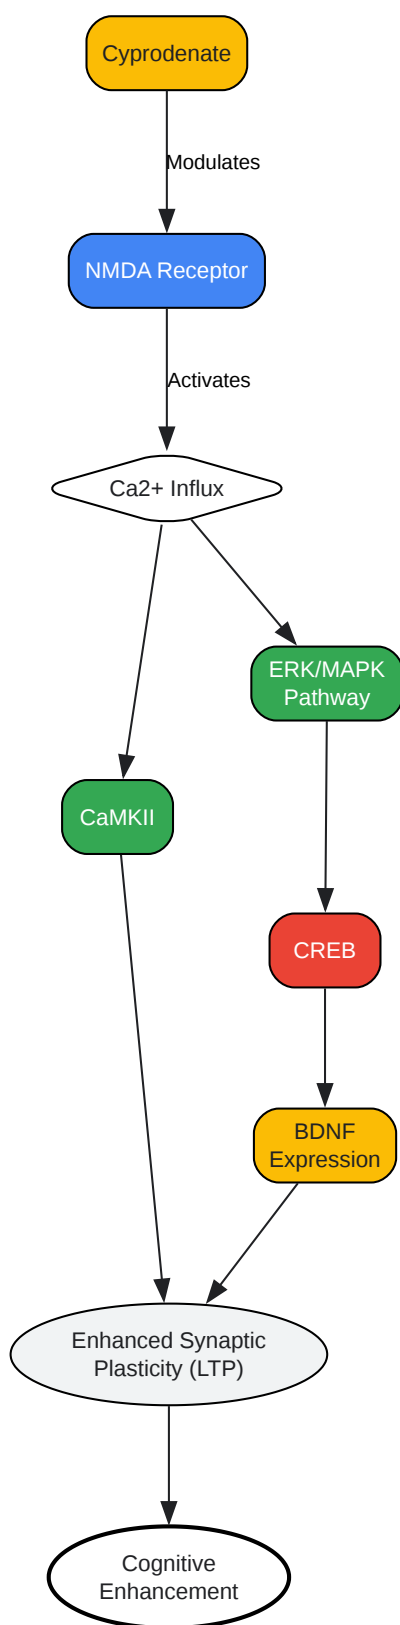 Cyprodenate
Modulates
NMDA Receptor
Activates
Ca2+ Influx
ERK/MAPK
Pathway
CaMKII
CREB
BDNF
Expression
Enhanced Synaptic
Plasticity (LTP)
Cognitive
Enhancement